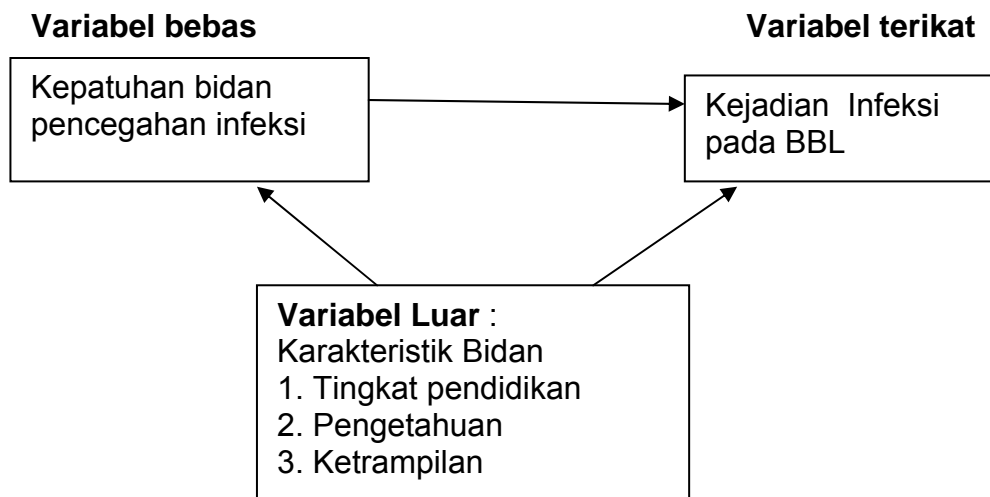 Variabel bebas
Variabel terikat
Kepatuhan bidan
pencegahan infeksi
Kejadian Infeksi
pada BBL
Variabel Luar :
Karakteristik Bidan
1. Tingkat pendidikan
2. Pengetahuan
3. Ketrampilan